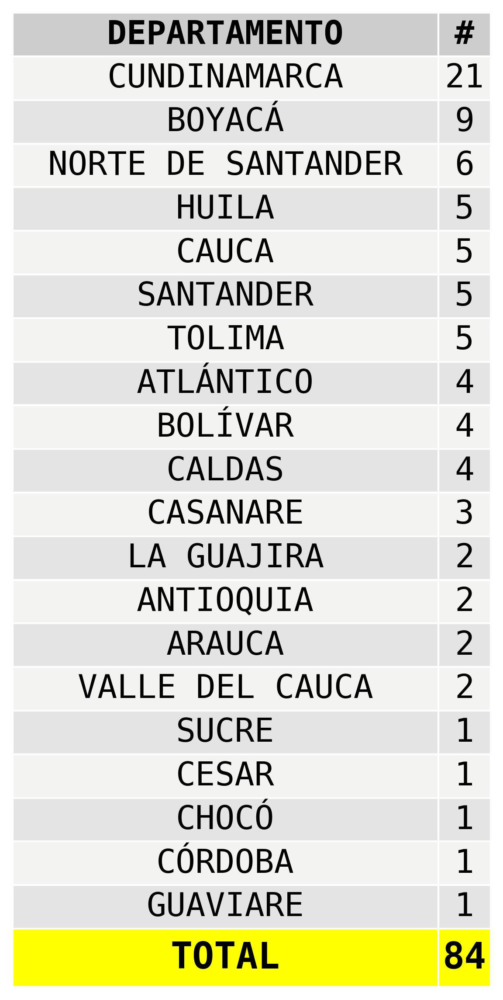 DEPARTAMENTO #
CUNDINAMARCA 21
BOYACÁ 9
NORTE DE SANTANDER 6
HUILA 5
CAUCA 5
SANTANDER 5
TOLIMA 5
ATLÁNTICO 4
BOLÍVAR 4
CALDAS 4
CASANARE 3
LA GUAJIRA 2
ANTIOQUIA 2
ARAUCA 2
VALLE DEL CAUCA 2
SUCRE 1
CESAR 1
CHOCÓ 1
CÓRDOBA 1
GUAVIARE 1
TOTAL 84